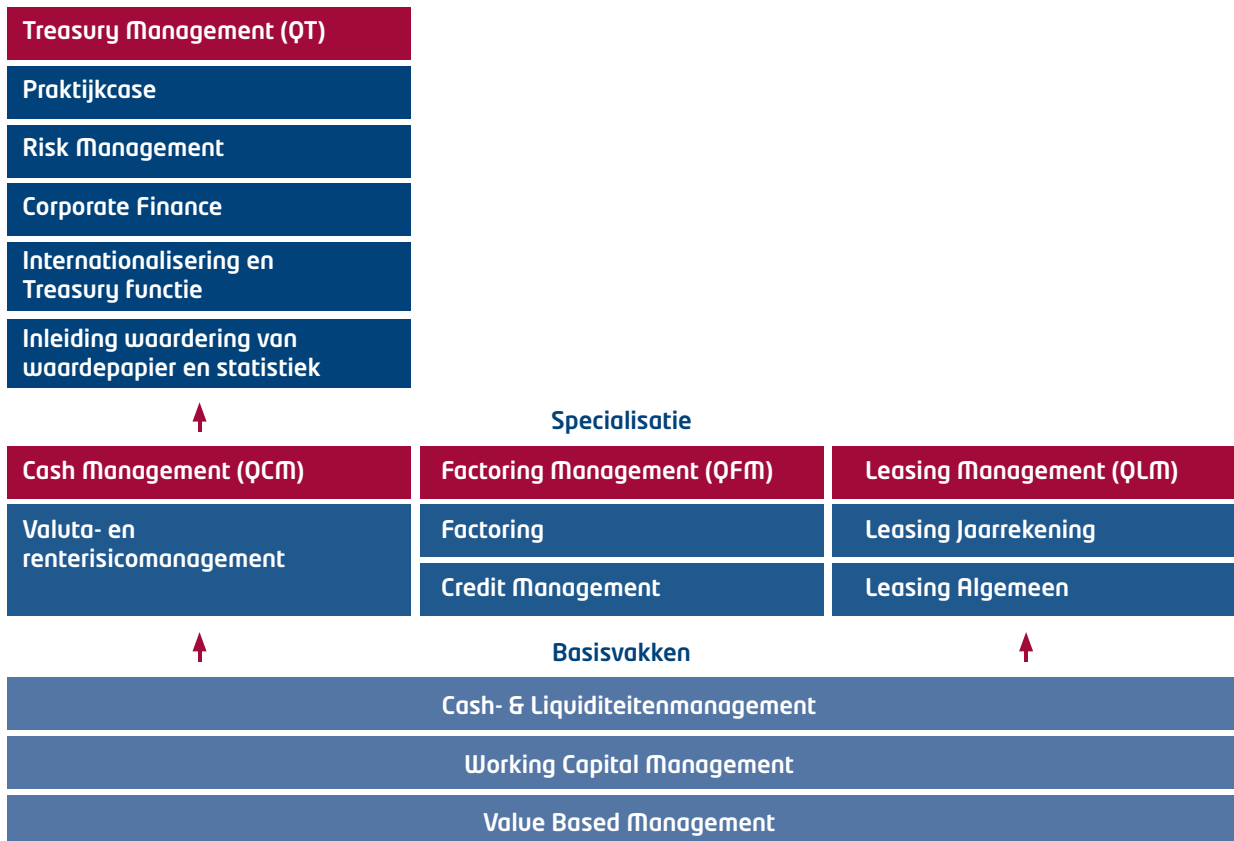 Treasury Management (QT)
Praktijkcase
Risk Management
Corporate Finance
Internationalisering en
Treasury functie
Inleiding waardering van
waardepapier en statistiek
Specialisatie
Cash Management (QCM)
Valuta- en
renterisicomanagement
Factoring Management (QFM)
Factoring
Credit Management
Leasing Management (QLM)
Leasing Jaarrekening
Leasing Algemeen
Basisvakken
Cash- & Liquiditeitenmanagement
Working Capital Management
Value Based Management